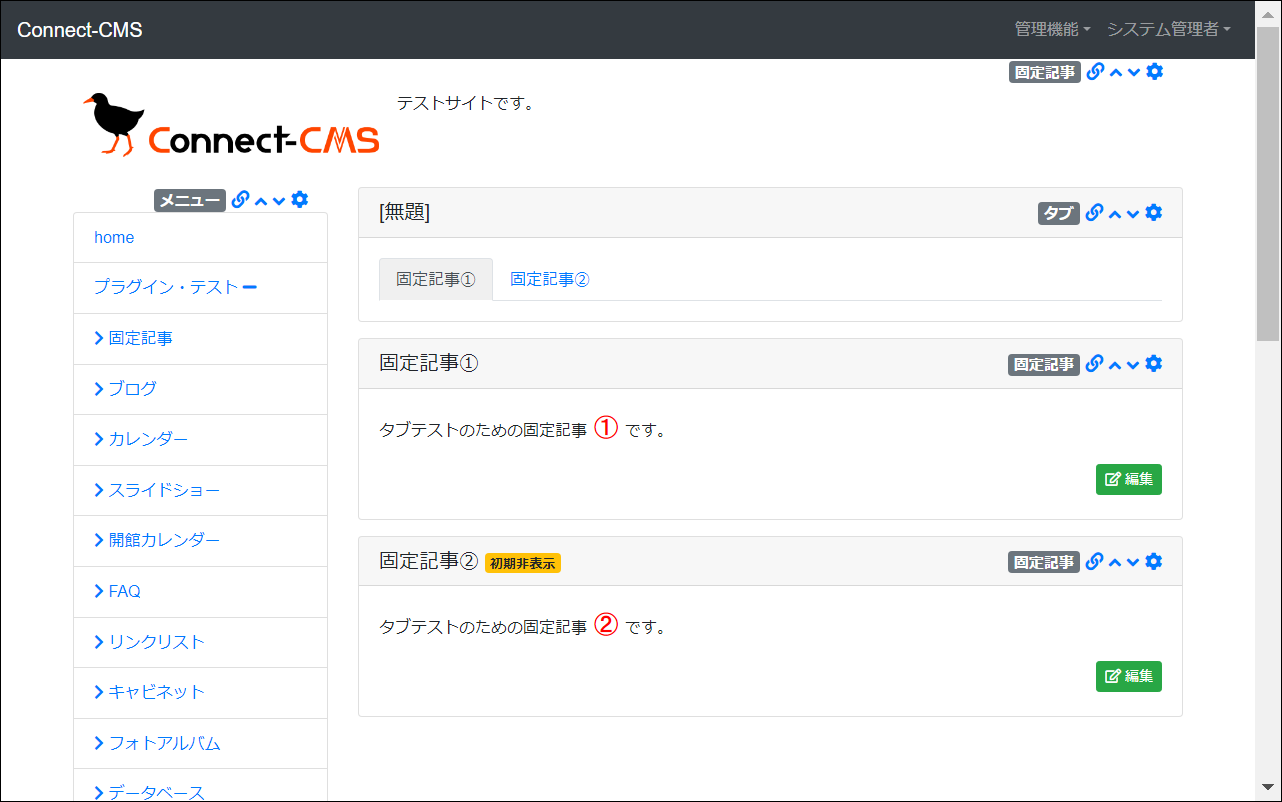 Connect-CMS
管理機能 システム管理者
固定記事
Connect-CMS
テストサイトです。
メニュー
home
プラグイン・テスト
固定記事
ブログ
カレンダー
スライドショー
開館カレンダー
FAQ
リンクリスト
キャビネット
フォトアルバム
データベース
[無題]
タブ
固定記事① 固定記事②
固定記事①
固定記事
タブテストのための固定記事 ① です。
編集
固定記事② 初期非表示
固定記事
タブテストのための固定記事 ② です。
編集